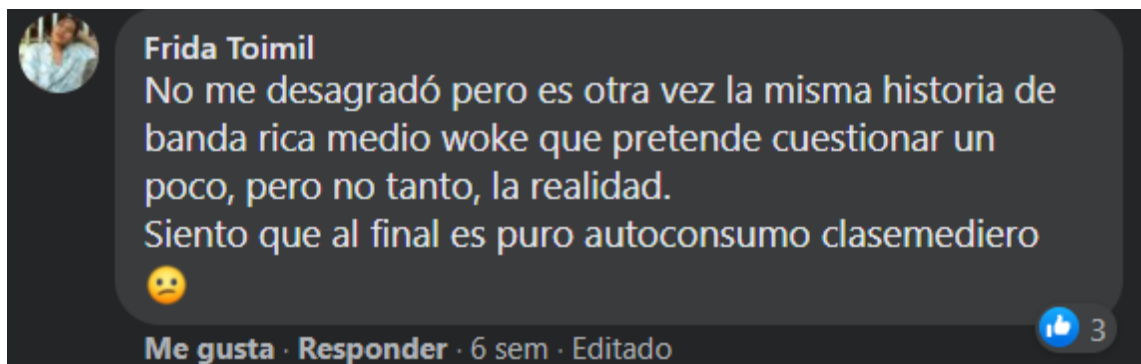 Frida Toimil
No me desagradó pero es otra vez la misma historia de
banda rica medio woke que pretende cuestionar un
poco, pero no tanto, la realidad.
Siento que al final es puro autoconsumo clasemediero
😕
3
Me gusta · Responder · 6 sem · Editado